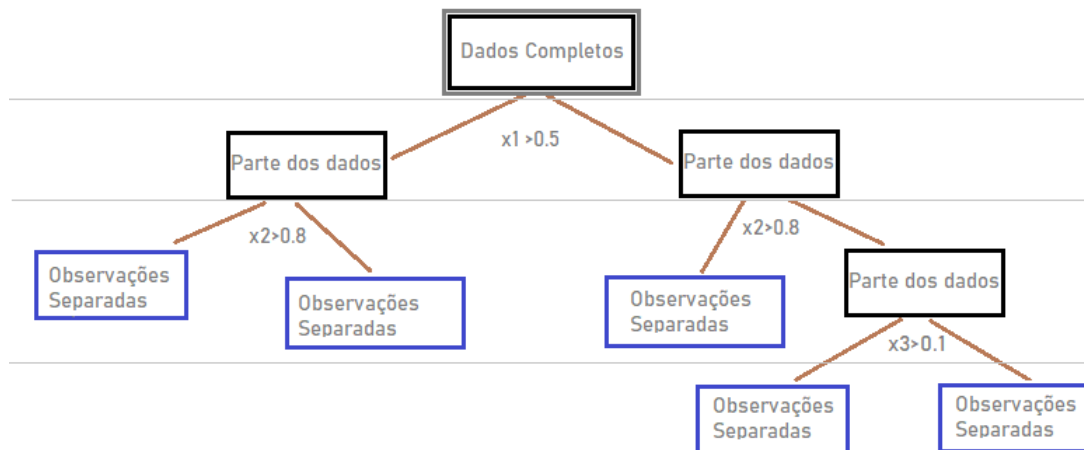 Dados Completos
x1 >0.5
Parte dos dados
Parte dos dados
x2>0.8
x2>0.8
Observações
Separadas
Observações
Separadas
Observações
Separadas
Parte dos dados
x3>0.1
Observações
Separadas
Observações
Separadas